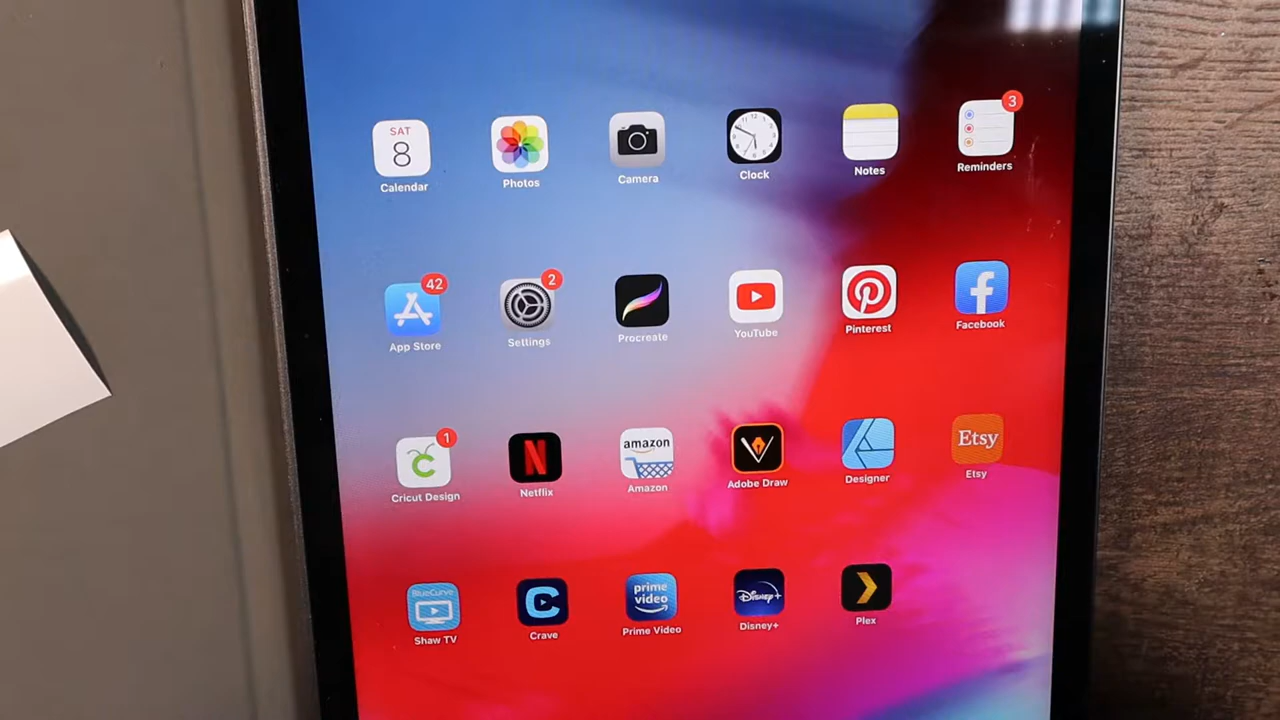 SAT
8
Calendar
Photos
Camera
12
Clock
Notes
3
Reminders
42
App Store
2
Settings
Procreate
YouTube
Pinterest
Facebook
1
Cricut Design
N
Netflix
amazon
Amazon
Adobe Draw
Designer
Etsy
Etsy
BlueCurve
Shaw TV
C
Crave
prime
video
Prime Video
Disney+
Disney+
Plex